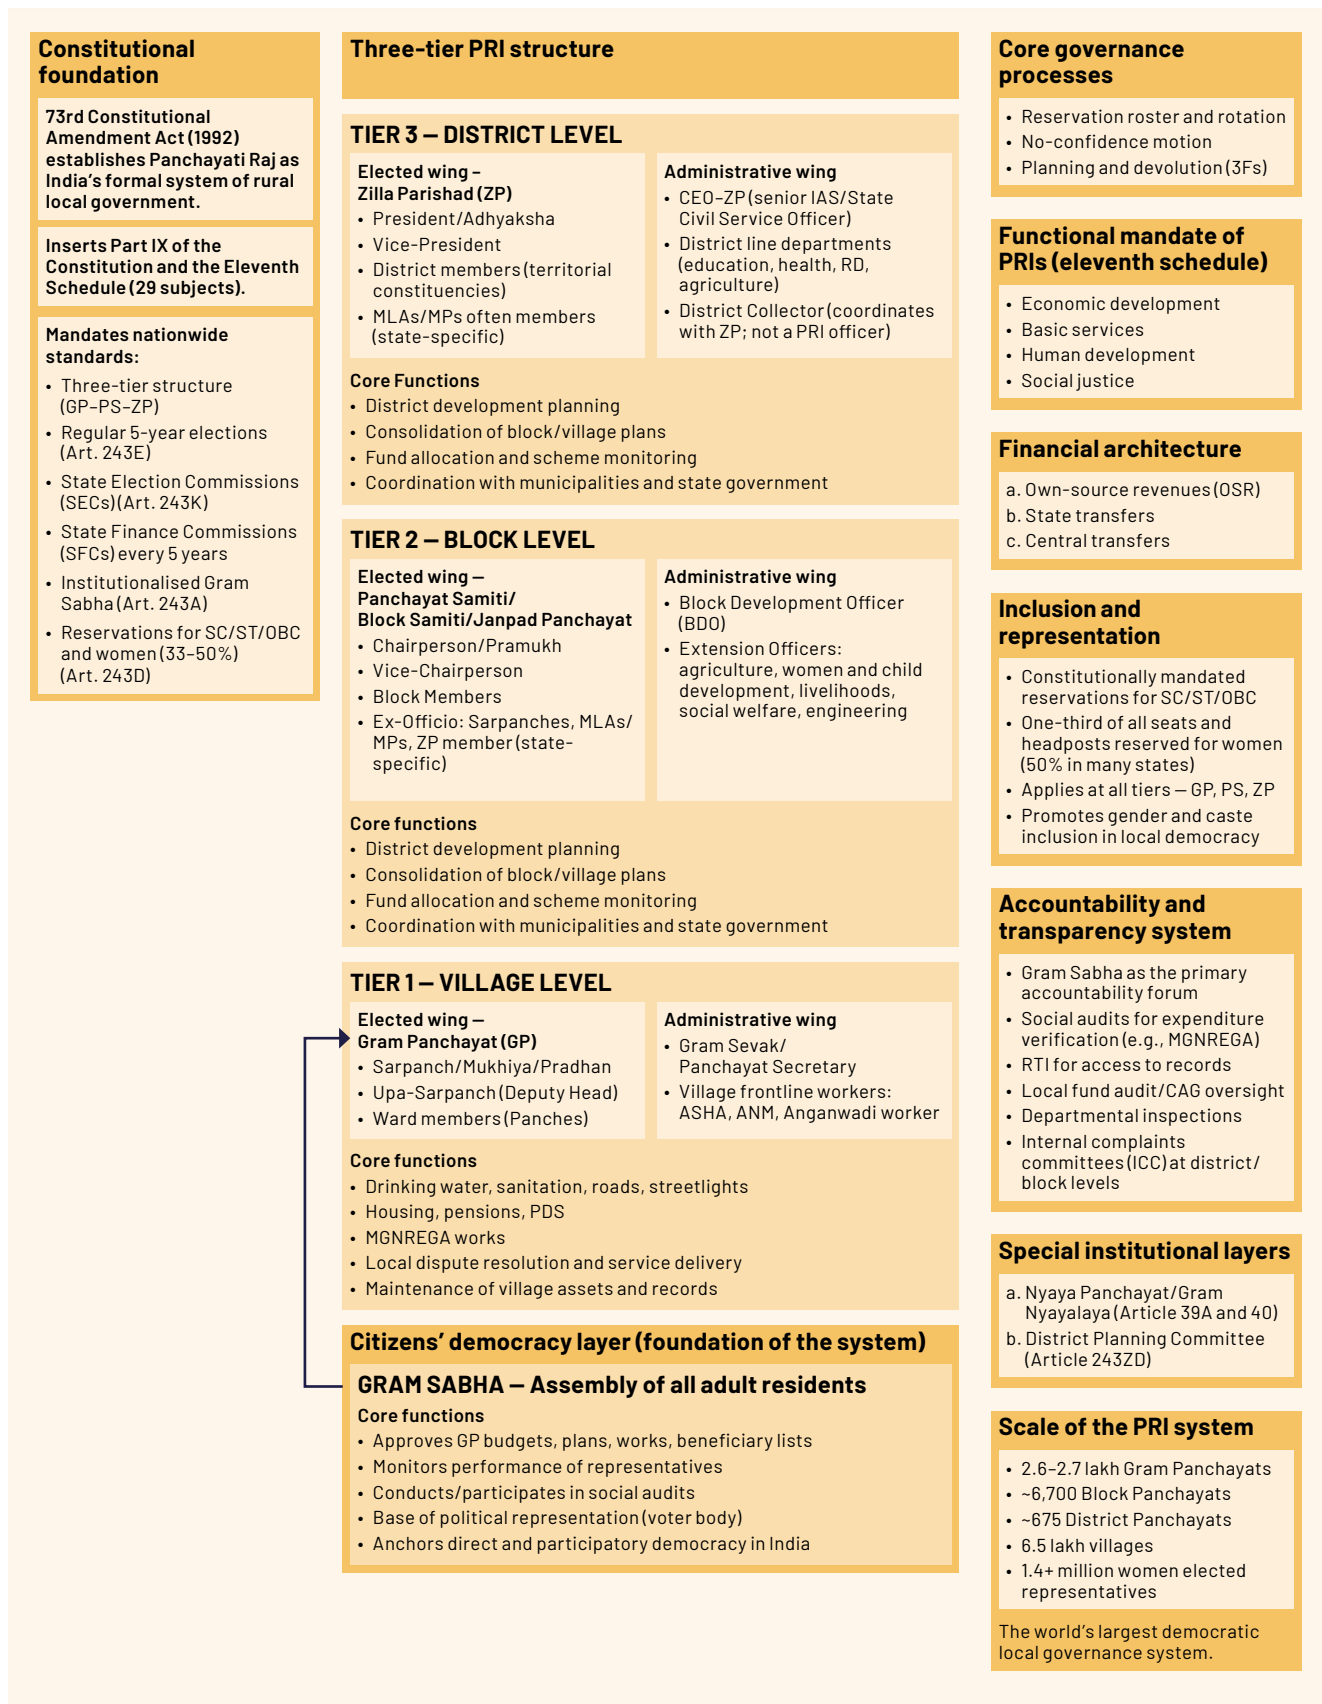 Constitutional
foundation
73rd Constitutional
Amendment Act (1992)
establishes Panchayati Raj as
India’s formal system of rural
local government.
Inserts Part IX of the
Constitution and the Eleventh
Schedule (29 subjects).
Mandates nationwide
standards:
• Three-tier structure
(GP–PS–ZP)
• Regular 5-year elections
(Art. 243E)
• State Election Commissions
(SECs) (Art. 243K)
• State Finance Commissions
(SFCs) every 5 years
• Institutionalised Gram
Sabha (Art. 243A)
• Reservations for SC/ST/OBC
and women (33–50%)
(Art. 243D)
Three-tier PRI structure
TIER 3 — DISTRICT LEVEL
Elected wing –
Zilla Parishad (ZP)
• President/Adhyaksha
• Vice-President
• District members (territorial
constituencies)
• MLAs/MPs often members
(state-specific)
Administrative wing
• CEO–ZP (senior IAS/State
Civil Service Officer)
• District line departments
(education, health, RD,
agriculture)
• District Collector (coordinates
with ZP; not a PRI officer)
Core Functions
• District development planning
• Consolidation of block/village plans
• Fund allocation and scheme monitoring
• Coordination with municipalities and state government
TIER 2 — BLOCK LEVEL
Elected wing —
Panchayat Samiti/
Block Samiti/Janpad Panchayat
• Chairperson/Pramukh
• Vice-Chairperson
• Block Members
• Ex-Officio: Sarpanches, MLAs/
MPs, ZP member (state-
specific)
Administrative wing
• Block Development Officer
(BDO)
• Extension Officers:
agriculture, women and child
development, livelihoods,
social welfare, engineering
Core functions
• District development planning
• Consolidation of block/village plans
• Fund allocation and scheme monitoring
• Coordination with municipalities and state government
TIER 1 — VILLAGE LEVEL
Elected wing —
Gram Panchayat (GP)
• Sarpanch/Mukhiya/Pradhan
• Upa-Sarpanch (Deputy Head)
• Ward members (Panches)
Administrative wing
• Gram Sevak/
Panchayat Secretary
• Village frontline workers:
ASHA, ANM, Anganwadi worker
Core functions
• Drinking water, sanitation, roads, streetlights
• Housing, pensions, PDS
• MGNREGA works
• Local dispute resolution and service delivery
• Maintenance of village assets and records
Citizens’ democracy layer (foundation of the system)
GRAM SABHA — Assembly of all adult residents
Core functions
• Approves GP budgets, plans, works, beneficiary lists
• Monitors performance of representatives
• Conducts/participates in social audits
• Base of political representation (voter body)
• Anchors direct and participatory democracy in India
Core governance
processes
• Reservation roster and rotation
• No-confidence motion
• Planning and devolution (3Fs)
Functional mandate of
PRIs (eleventh schedule)
• Economic development
• Basic services
• Human development
• Social justice
Financial architecture
a. Own-source revenues (OSR)
b. State transfers
c. Central transfers
Inclusion and
representation
• Constitutionally mandated
reservations for SC/ST/OBC
• One-third of all seats and
headposts reserved for women
(50% in many states)
• Applies at all tiers — GP, PS, ZP
• Promotes gender and caste
inclusion in local democracy
Accountability and
transparency system
• Gram Sabha as the primary
accountability forum
• Social audits for expenditure
verification (e.g., MGNREGA)
• RTI for access to records
• Local fund audit/CAG oversight
• Departmental inspections
• Internal complaints
committees (ICC) at district/
block levels
Special institutional layers
a. Nyaya Panchayat/Gram
Nyayalaya (Article 39A and 40)
b. District Planning Committee
(Article 243ZD)
Scale of the PRI system
• 2.6–2.7 lakh Gram Panchayats
• ~6,700 Block Panchayats
• ~675 District Panchayats
• 6.5 lakh villages
• 1.4+ million women elected
representatives
The world’s largest democratic
local governance system.